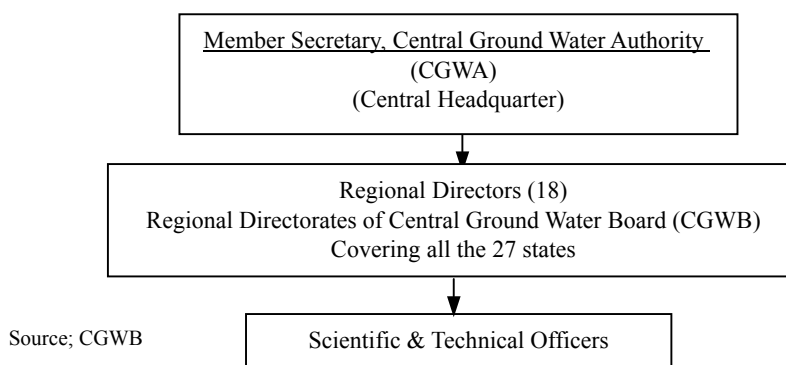 Member Secretary, Central Ground Water Authority
(CGWA)
(Central Headquarter)
Regional Directors (18)
Regional Directorates of Central Ground Water Board (CGWB)
Covering all the 27 states
Source; CGWB
Scientific & Technical Officers